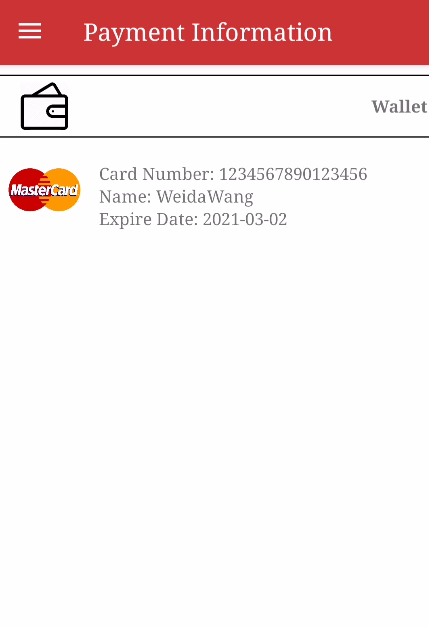 Payment Information
Wallet
MasterCard
Card Number: 1234567890123456
Name: WeidaWang
Expire Date: 2021-03-02